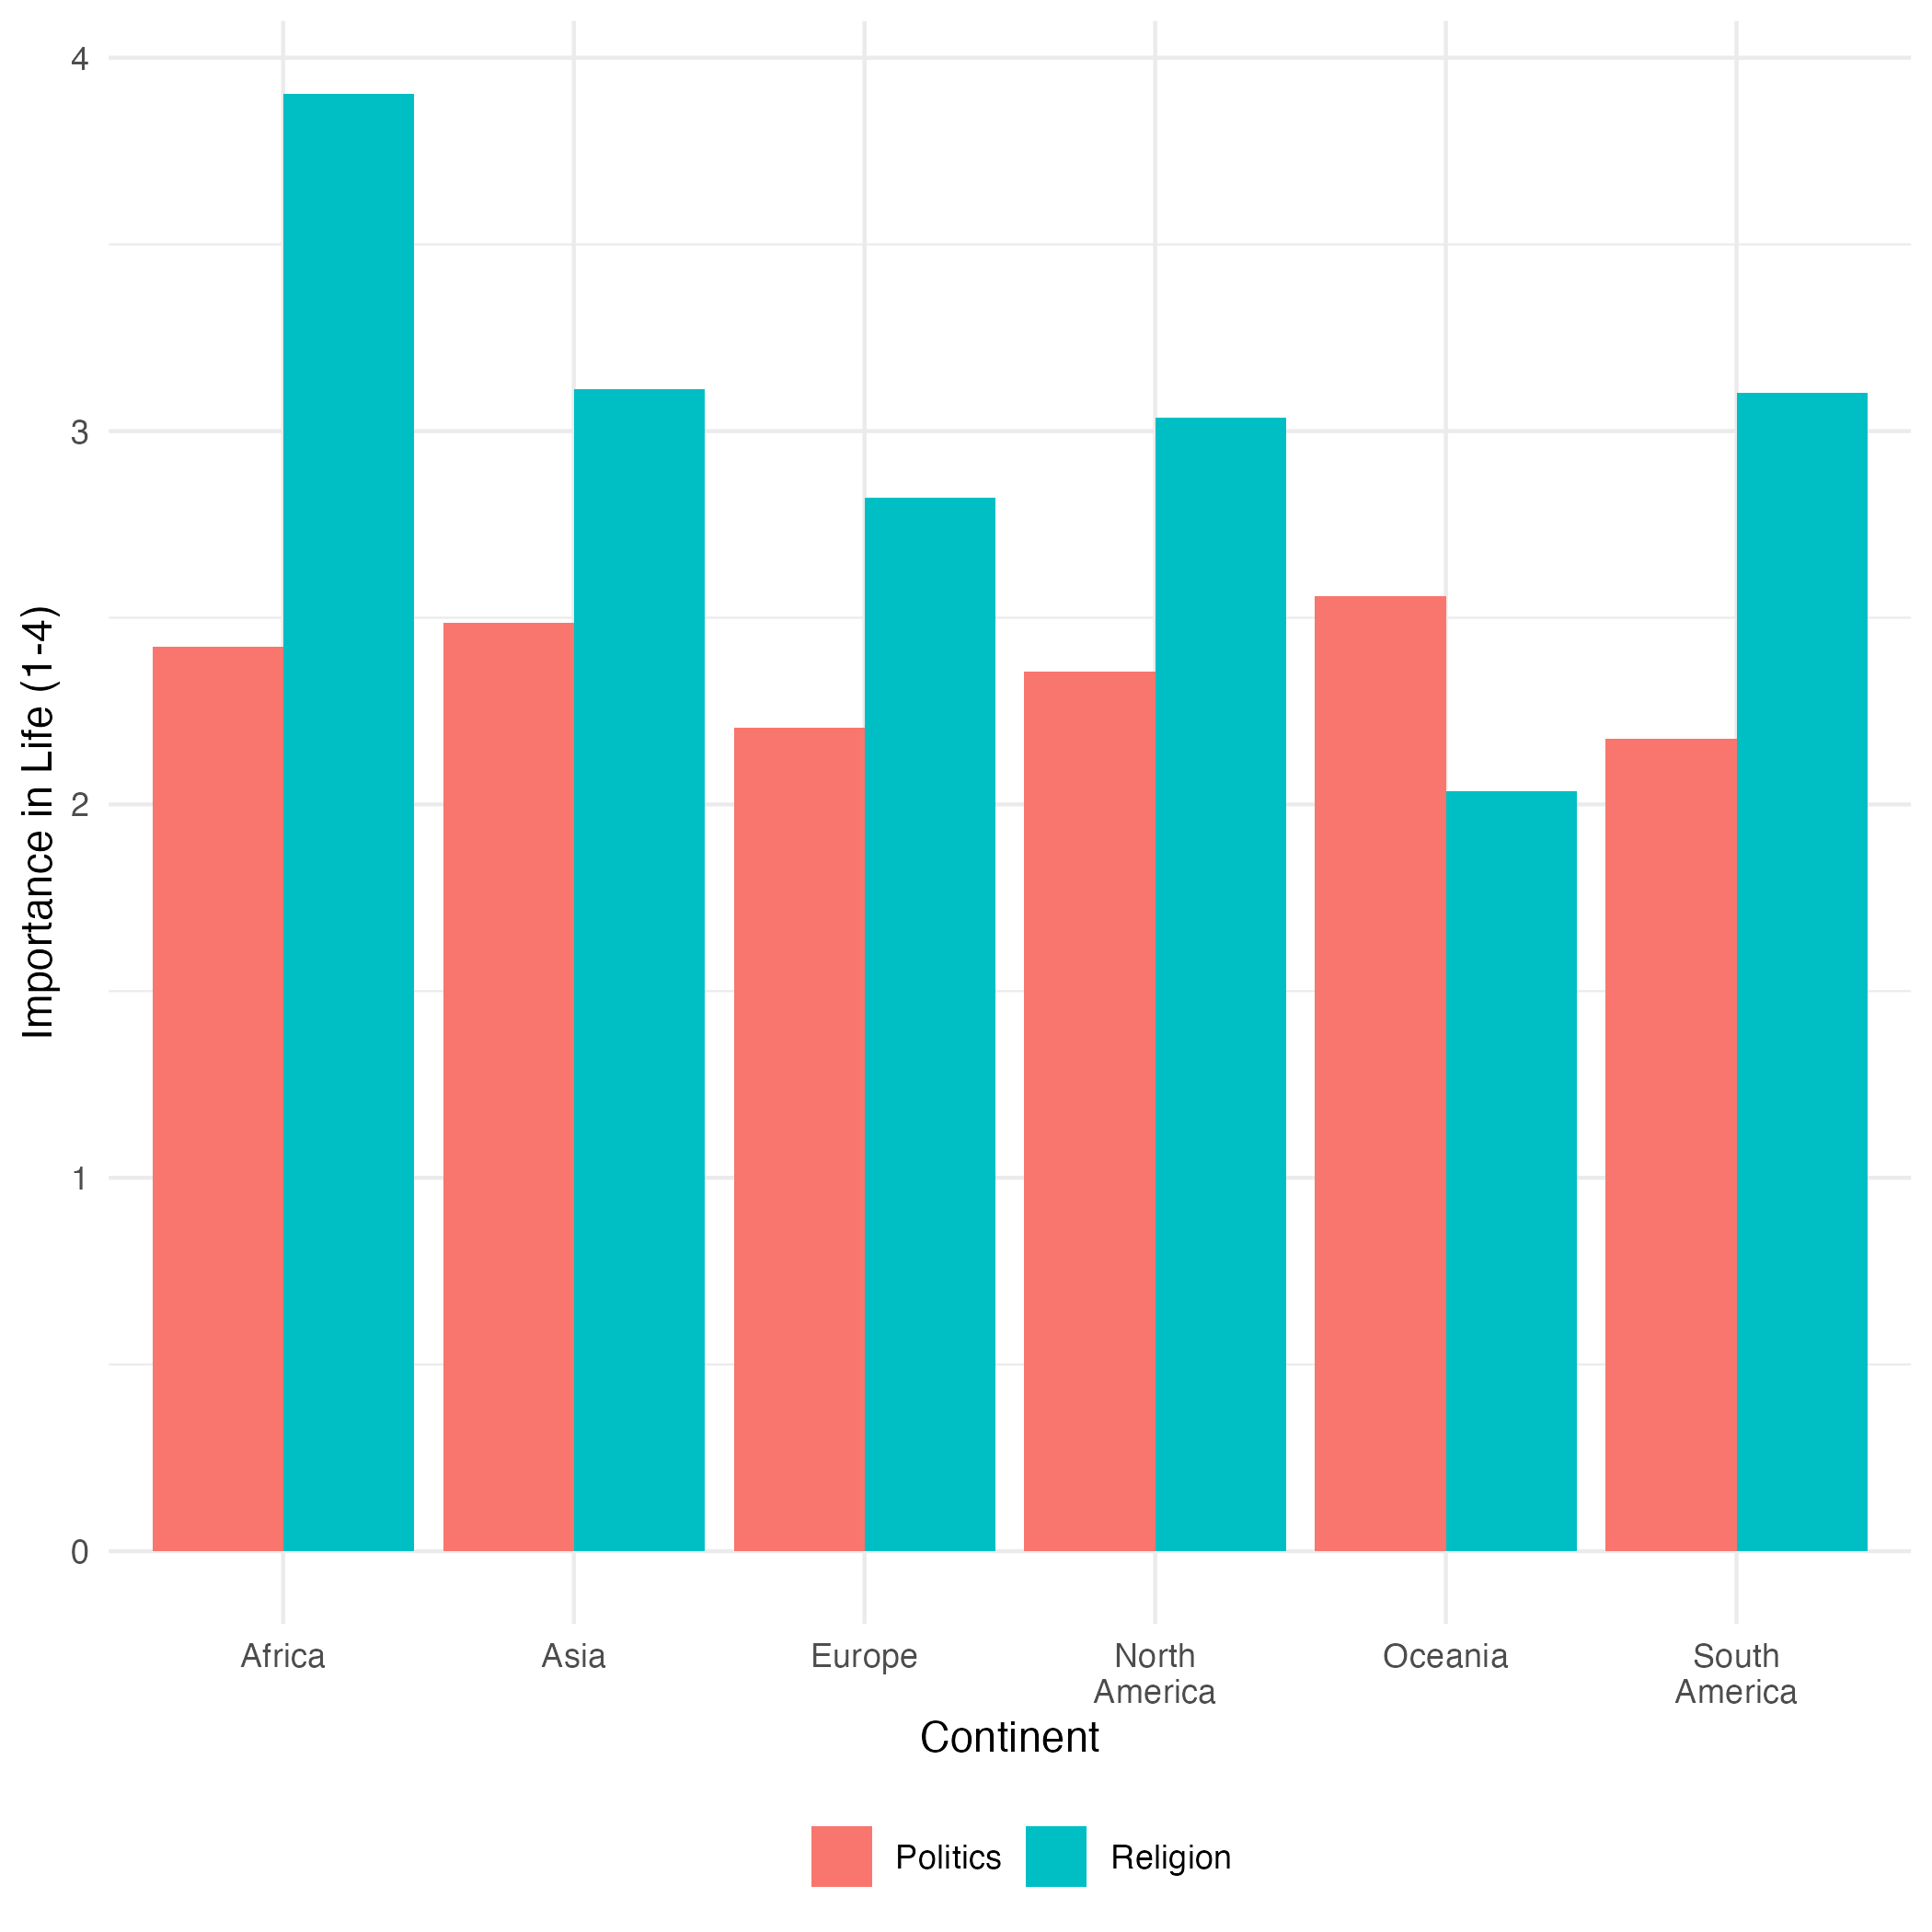 4
3
2
1
0
Importance in Life (1-4)
Africa
Asia
Europe
North
America
Oceania
South
America
Continent
Politics
Religion